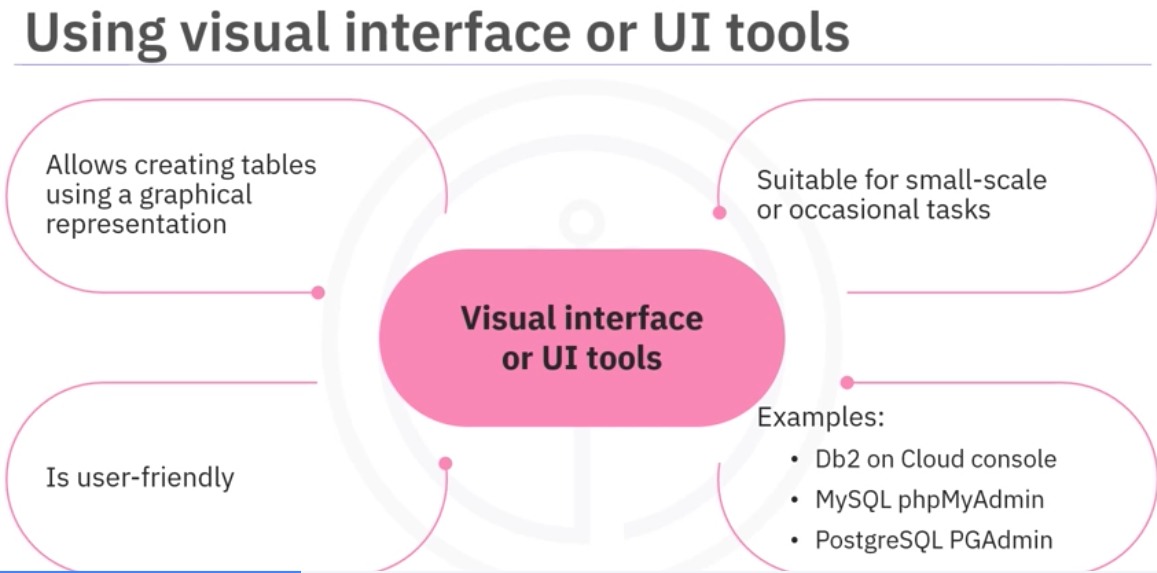 Using visual interface or UI tools
Allows creating tables
using a graphical
representation
Suitable for small-scale
or occasional tasks
Visual interface
or UI tools
Is user-friendly
Examples:
• Db2 on Cloud console
• MySQL phpMyAdmin
• PostgreSQL PGAdmin